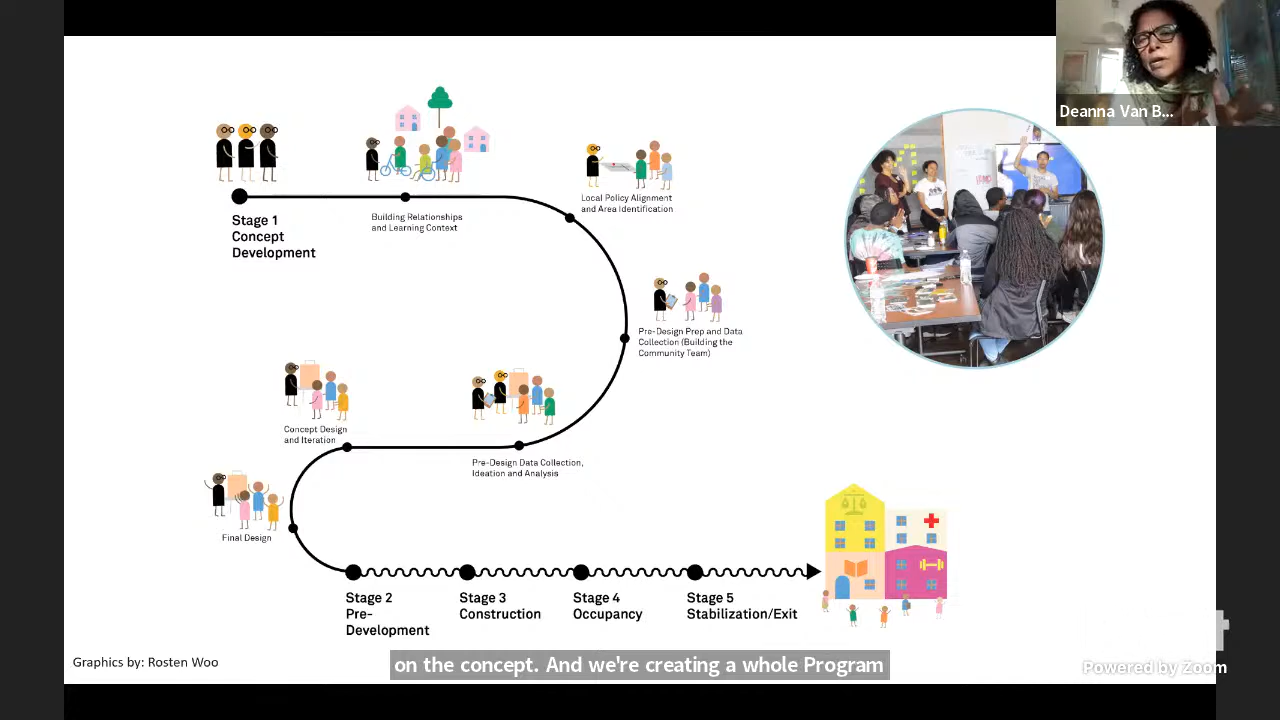 Deanna Van B...
Stage 1
Concept
Development
Building Relationships
and Learning Context
Local Policy Alignment
and Area Identification
Pre-Design Prep and Data
Collection (Building the
Community Team)
Pre-Design Data Collection,
Ideation and Analysis
Concept Design
and Iteration
Final Design
Stage 2
Pre-
Development
Stage 3
Construction
Stage 4
Occupancy
Stage 5
Stabilization/Exit
Graphics by: Rosten Woo
on the concept. And we're creating a whole Program
Powered by Zoom